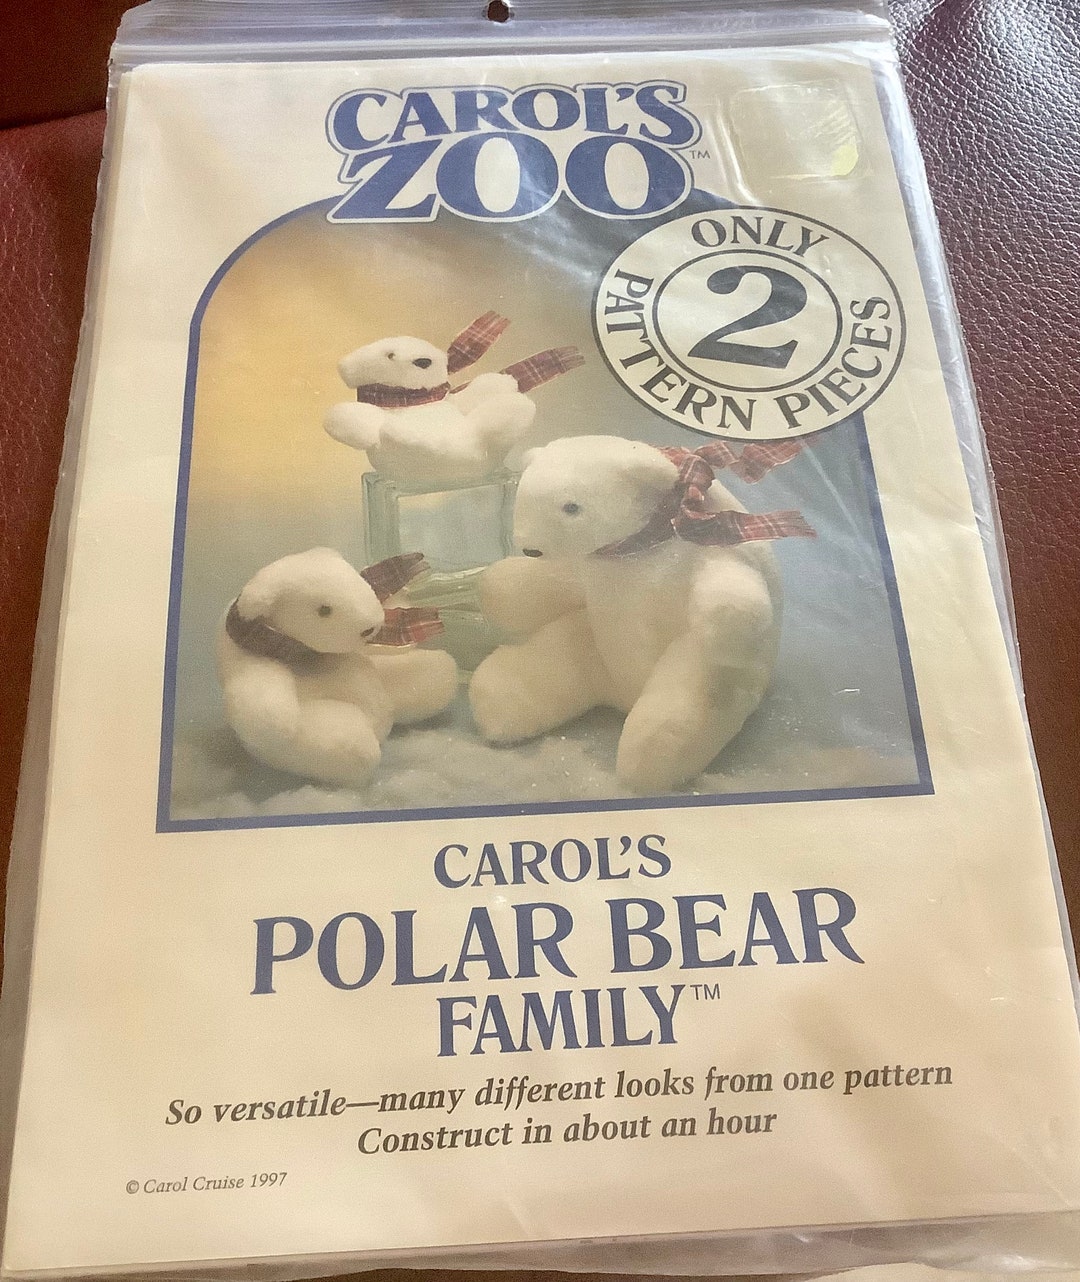 CAROL'S
ZOO™
ONLY
2
PATTERN PIECES
CAROL'S
POLAR BEAR
FAMILY™
So versatile—many different looks from one pattern
Construct in about an hour
© Carol Cruise 1997